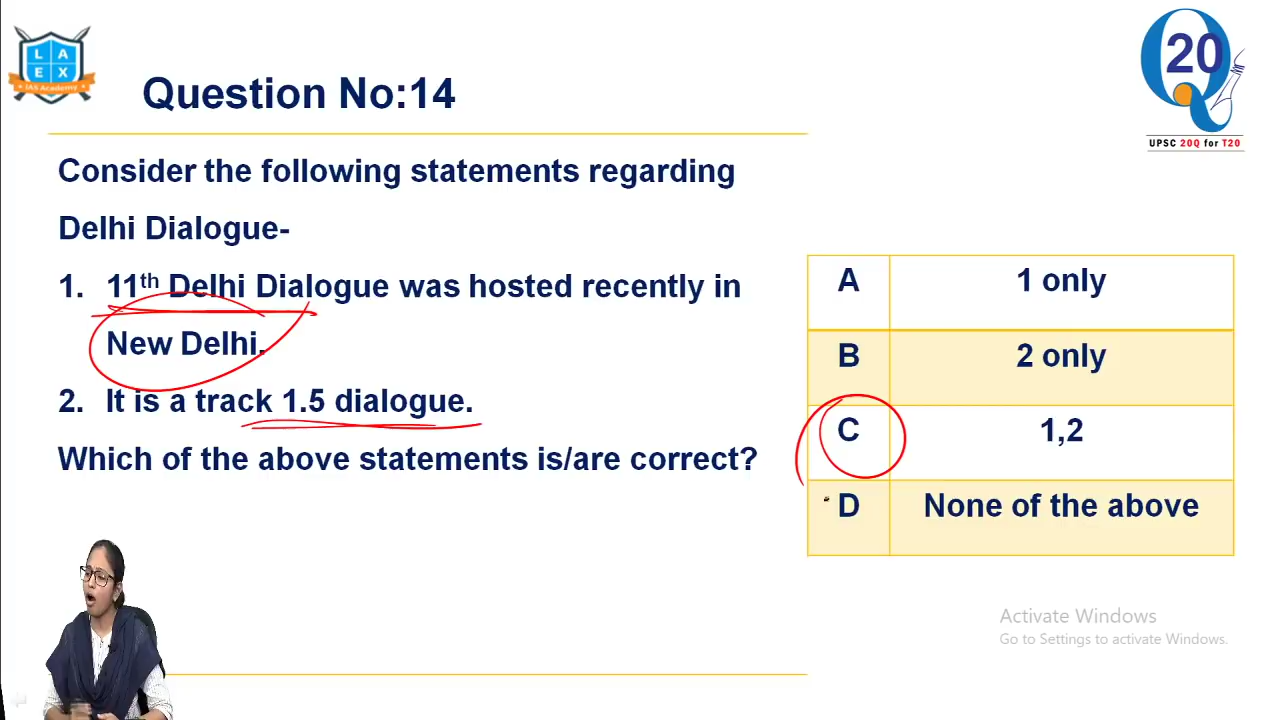 L A
E X
IAS Academy
Question No:14
20
UPSC 20Q for T20
Consider the following statements regarding
Delhi Dialogue-
1. 11th Delhi Dialogue was hosted recently in
New Delhi.
2. It is a track 1.5 dialogue.
Which of the above statements is/are correct?
A 1 only
B 2 only
C 1,2
D None of the above
Activate Windows
Go to Settings to activate Windows.